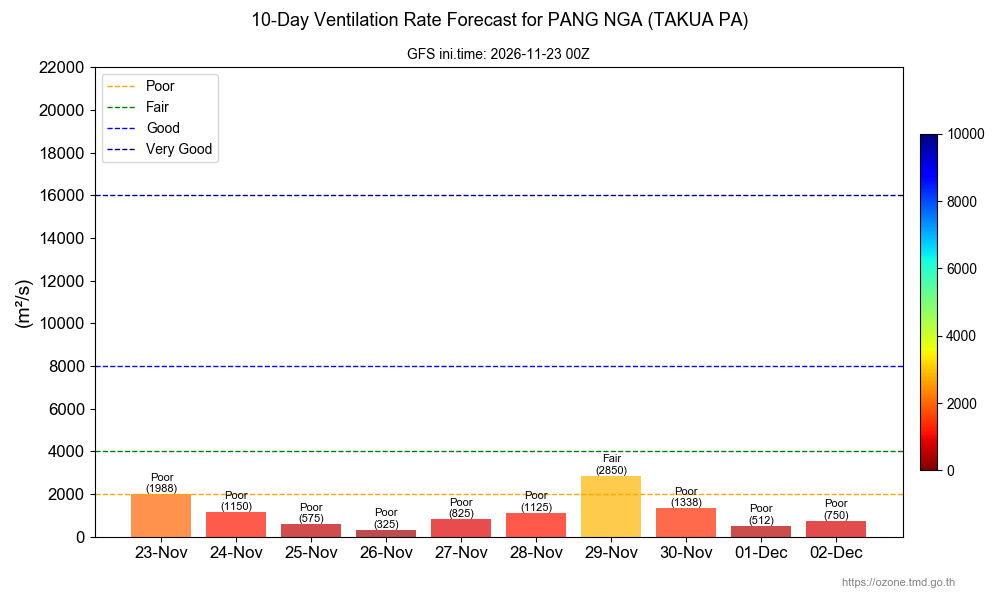 10-Day Ventilation Rate Forecast for PANG NGA (TAKUA PA)
GFS ini.time: 2026-11-23 00Z
(m²/s)
22000
20000
18000
16000
14000
12000
10000
8000
6000
4000
2000
0
Poor
Fair
Good
Very Good
Poor
(1988)
Poor
(1150)
Poor
(575)
Poor
(325)
Poor
(825)
Poor
(1125)
Fair
(2850)
Poor
(1338)
Poor
(512)
Poor
(750)
23-Nov
24-Nov
25-Nov
26-Nov
27-Nov
28-Nov
29-Nov
30-Nov
01-Dec
02-Dec
10000
8000
6000
4000
2000
0
https://ozone.tmd.go.th